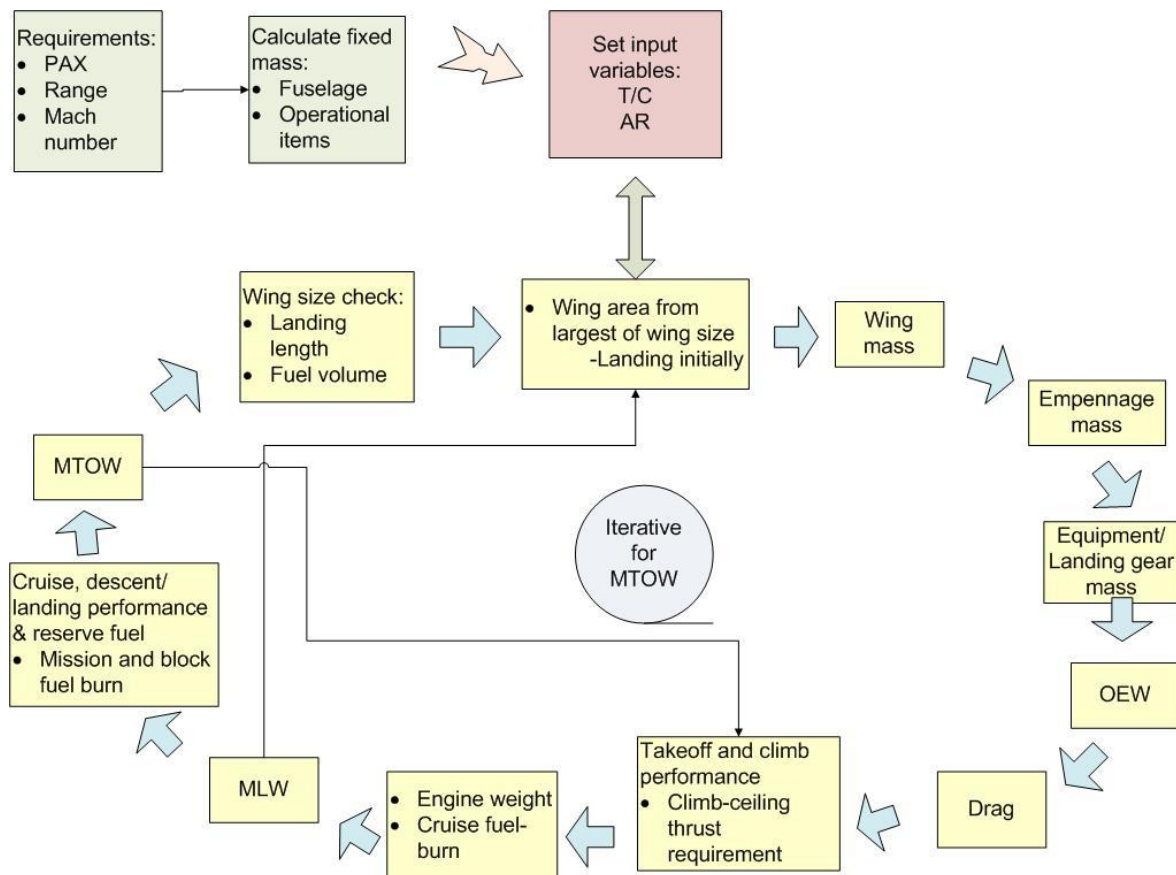 Requirements:
• PAX
• Range
• Mach
number
Calculate fixed
mass:
• Fuselage
• Operational
items
Set input
variables:
T/C
AR
Wing size check:
• Landing
length
• Fuel volume
• Wing area from
largest of wing size
-Landing initially
Wing
mass
Empennage
mass
Equipment/
Landing gear
mass
OEW
Drag
Takeoff and climb
performance
• Climb-ceiling
thrust
requirement
• Engine weight
• Cruise fuel-
burn
MLW
Cruise, descent/
landing performance
& reserve fuel
• Mission and block
fuel burn
MTOW
Iterative
for
MTOW